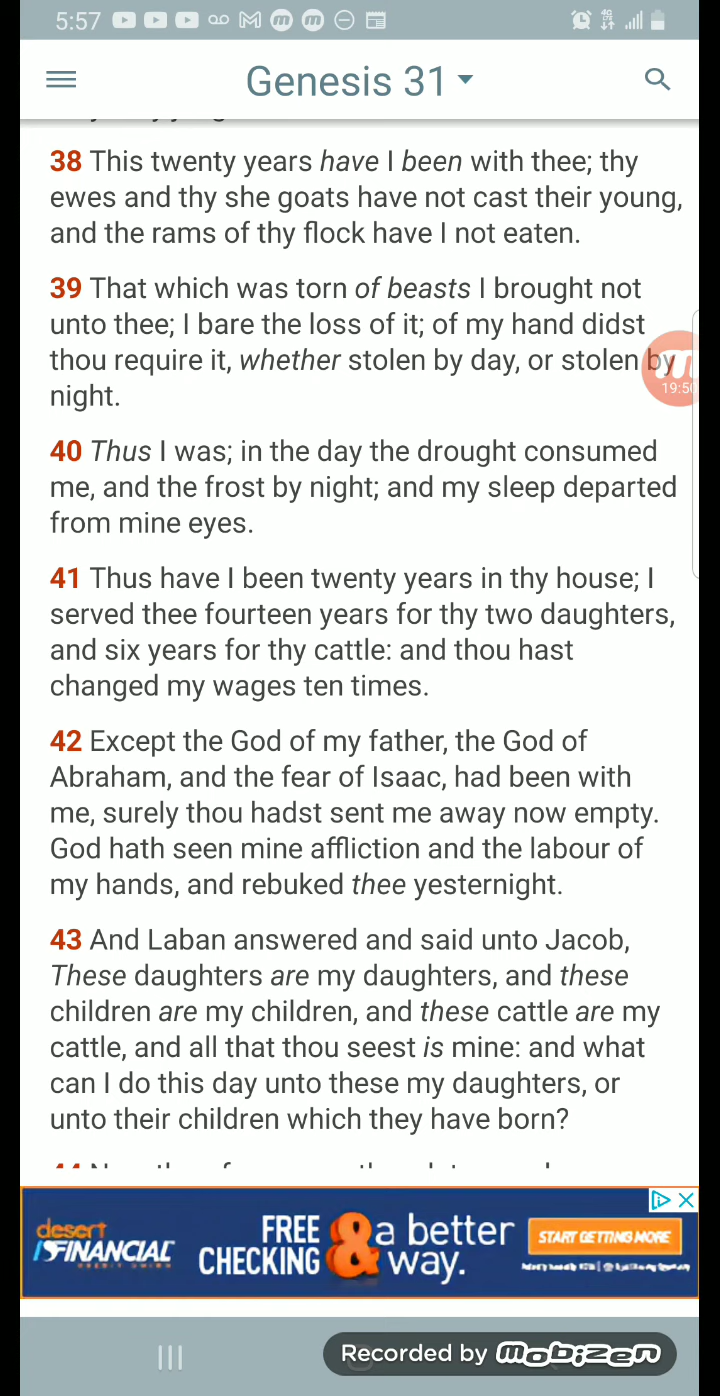 5:57
Genesis 31
38 This twenty years have I been with thee; thy
ewes and thy she goats have not cast their young,
and the rams of thy flock have I not eaten.
39 That which was torn of beasts I brought not
unto thee; I bare the loss of it; of my hand didst
thou require it, whether stolen by day, or stolen by
night.
19:50
40 Thus I was; in the day the drought consumed
me, and the frost by night; and my sleep departed
from mine eyes.
41 Thus have I been twenty years in thy house; I
served thee fourteen years for thy two daughters,
and six years for thy cattle: and thou hast
changed my wages ten times.
42 Except the God of my father, the God of
Abraham, and the fear of Isaac, had been with
me, surely thou hadst sent me away now empty.
God hath seen mine affliction and the labour of
my hands, and rebuked thee yesternight.
43 And Laban answered and said unto Jacob,
These daughters are my daughters, and these
children are my children, and these cattle are my
cattle, and all that thou seest is mine: and what
can I do this day unto these my daughters, or
unto their children which they have born?
desert
FINANCIAL
CREDIT UNION
FREE
CHECKING
& a better
way.
START GETTING MORE
Recorded by mobizen